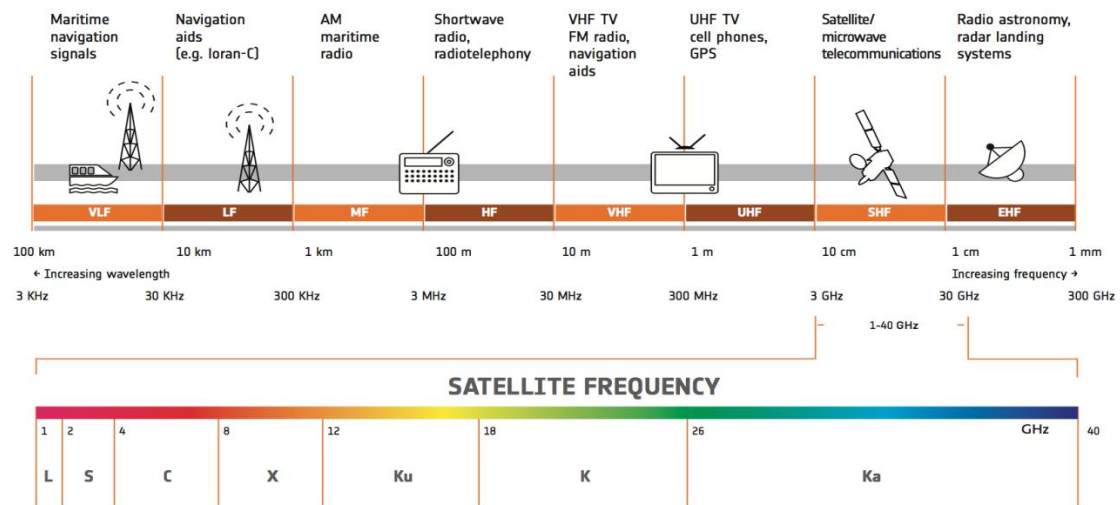 Maritime
navigation
signals
Navigation
aids
(e.g. loran-C)
AM
maritime
radio
Shortwave
radio,
radiotelephony
VHF TV
FM radio,
navigation
aids
UHF TV
cell phones,
GPS
Satellite/
microwave
telecommunications
Radio astronomy,
radar landing
systems
VLF LF MF HF VHF UHF SHF EHF
100 km 10 km 1 km 100 m 10 m 1 m 10 cm 1 cm 1 mm
← Increasing wavelength Increasing frequency →
3 KHz 30 KHz 300 KHz 3 MHz 30 MHz 300 MHz 3 GHz 30 GHz 300 GHz
1-40 GHz
SATELLITE FREQUENCY
1 2 4 8 12 18 26 GHz 40
L S C X Ku K Ka